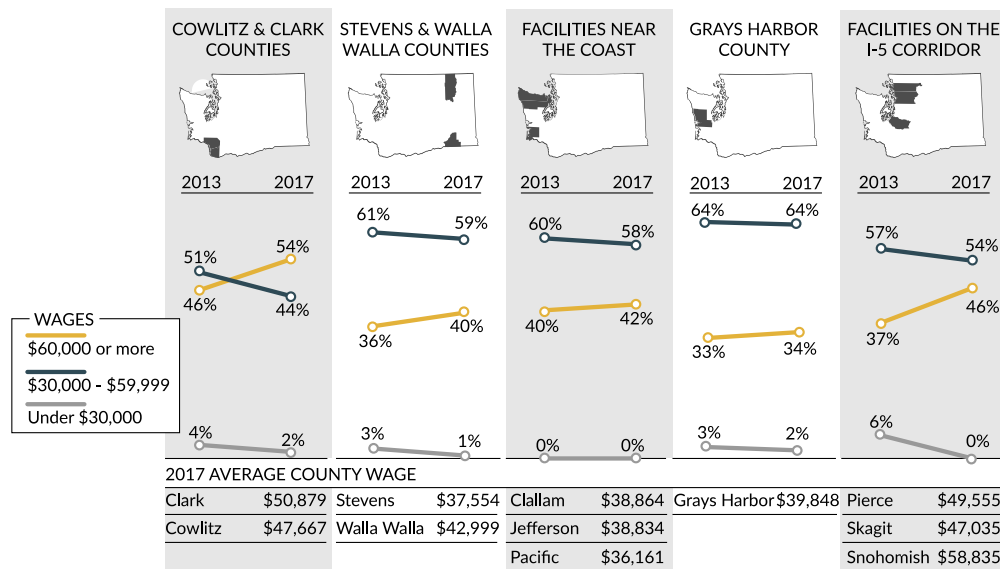 COWLITZ & CLARK
COUNTIES
STEVENS & WALLA
WALLA COUNTIES
FACILITIES NEAR
THE COAST
GRAYS HARBOR
COUNTY
FACILITIES ON THE
I-5 CORRIDOR
2013 2017
51% 54%
46% 44%
4% 2%
2013 2017
61% 59%
36% 40%
3% 1%
2013 2017
60% 58%
40% 42%
0% 0%
2013 2017
64% 64%
33% 34%
3% 2%
2013 2017
57% 54%
37% 46%
6% 0%
WAGES
$60,000 or more
$30,000 - $59,999
Under $30,000
2017 AVERAGE COUNTY WAGE
Clark $50,879
Cowlitz $47,667
Stevens $37,554
Walla Walla $42,999
Clallam $38,864
Jefferson $38,834
Pacific $36,161
Grays Harbor $39,848
Pierce $49,555
Skagit $47,035
Snohomish $58,835